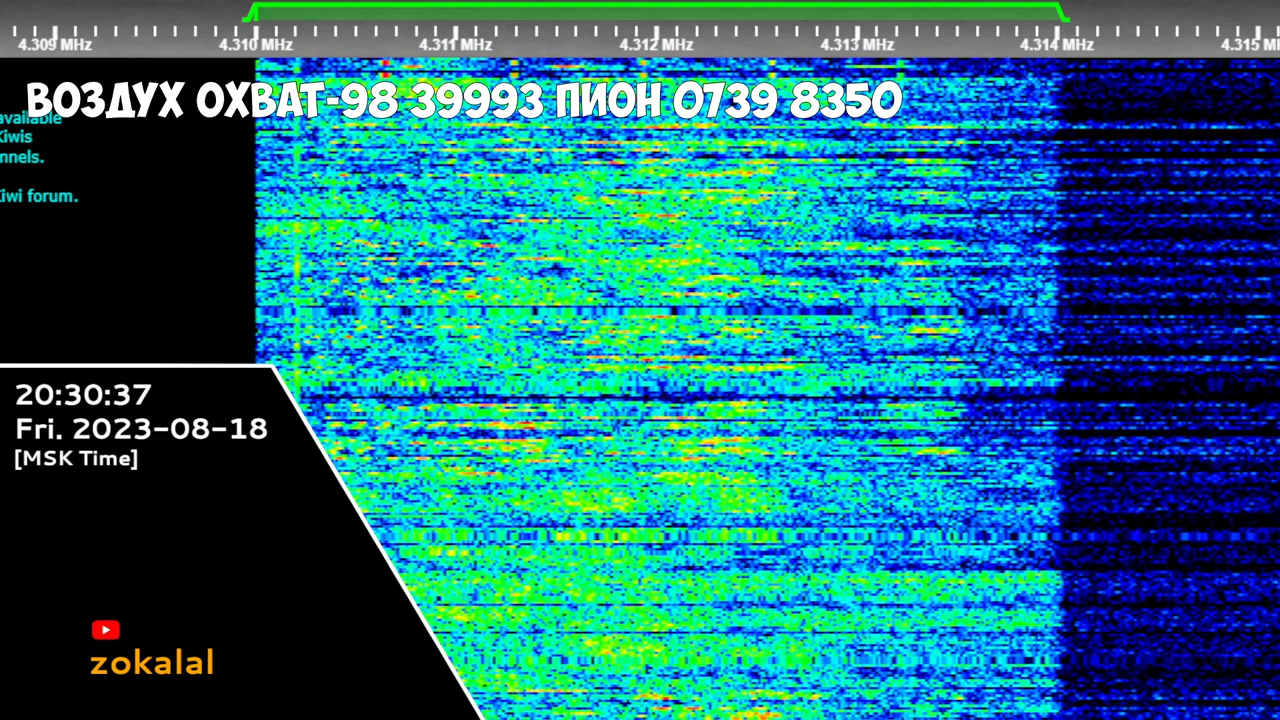 4.309 MHz 4.310 MHz 4.311 MHz 4.312 MHz 4.313 MHz 4.314 MHz 4.315
ВОЗДУХ ОХВАТ-98 39993 ПИОН 0739 8350
available
Kiwis
nnels.
Kiwi forum.
20:30:37
Fri. 2023-08-18
[MSK Time]
zokalal